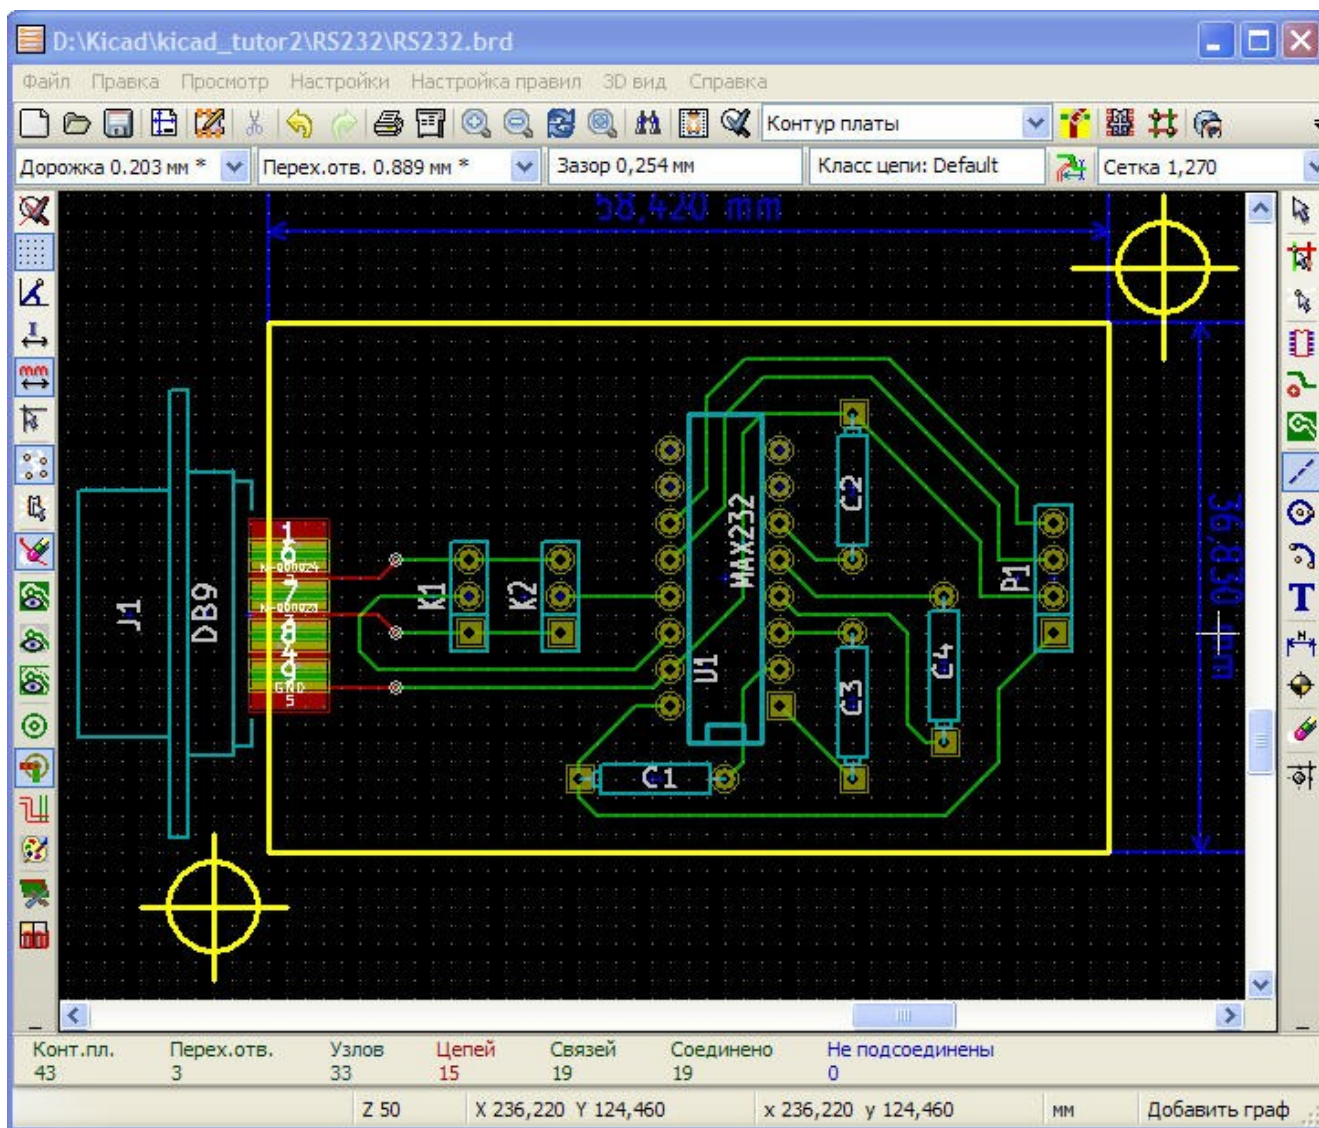 D:\Kicad\kicad_tutor2\RS232\RS232.brd
Файл Правка Просмотр Настройки Настройка правил 3D вид Справка
Контур платы
Дорожка 0.203 мм * Перех.отв. 0.889 мм * Зазор 0,254 мм Класс цепи: Default Сетка 1,270
58,420 mm
36,830 mm
J1
DB9
1
6
N-000024
7
N-000023
8
4
9
GND
5
K1
K2
U1
MAX232
C2
C3
C4
C1
P1
mm
T
N
Конт.пл. Перех.отв. Узлов Цепей Связей Соединено Не подсоединены
43 3 33 15 19 19 0
Z 50 X 236,220 Y 124,460 x 236,220 y 124,460 мм Добавить граф